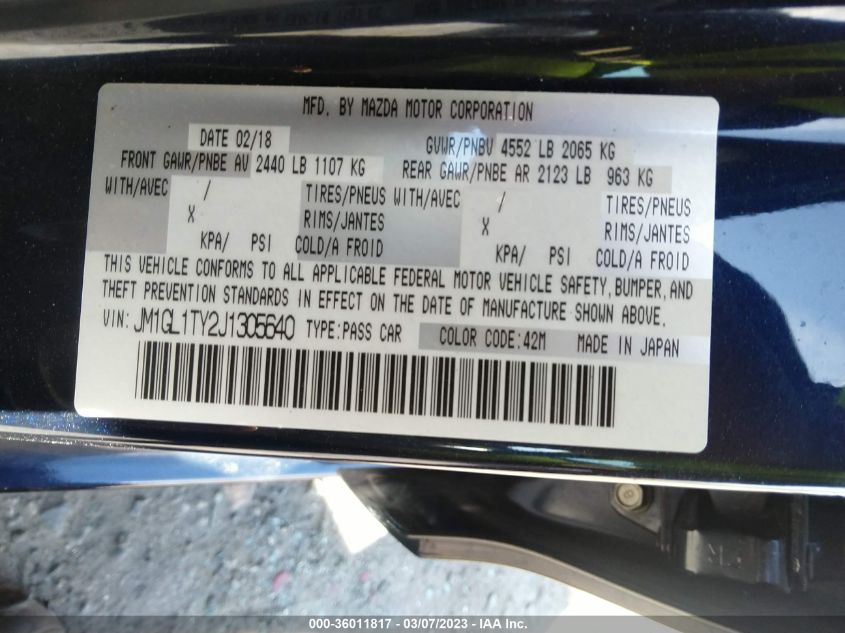 MFD. BY MAZDA MOTOR CORPORATION
DATE 02/18 GVWR/PNBV 4552 LB 2065 KG
FRONT GAWR/PNBE AV 2440 LB 1107 KG REAR GAWR/PNBE AR 2123 LB 963 KG
WITH/AVEC / TIRES/PNEUS WITH/AVEC / TIRES/PNEUS
X RIMS/JANTES X RIMS/JANTES
KPA/ PSI COLD/A FROID KPA/ PSI COLD/A FROID
THIS VEHICLE CONFORMS TO ALL APPLICABLE FEDERAL MOTOR VEHICLE SAFETY,BUMPER,AND
THEFT PREVENTION STANDARDS IN EFFECT ON THE DATE OF MANUFACTURE SHOWN ABOVE.
VIN: JM1GL1TY2J1305640 TYPE:PASS CAR COLOR CODE:42M MADE IN JAPAN
000-36011817 - 03/07/2023 - IAA Inc.